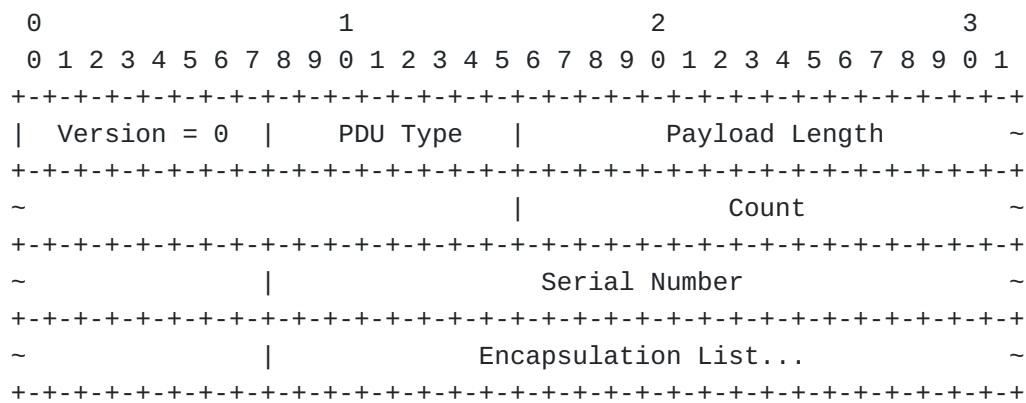 0                   1                   2                   3
 0 1 2 3 4 5 6 7 8 9 0 1 2 3 4 5 6 7 8 9 0 1 2 3 4 5 6 7 8 9 0 1
+-+-+-+-+-+-+-+-+-+-+-+-+-+-+-+-+-+-+-+-+-+-+-+-+-+-+-+-+-+-+-+-+
|  Version = 0  |    PDU Type   |         Payload Length        ~
+-+-+-+-+-+-+-+-+-+-+-+-+-+-+-+-+-+-+-+-+-+-+-+-+-+-+-+-+-+-+-+-+
~                               |             Count             ~
+-+-+-+-+-+-+-+-+-+-+-+-+-+-+-+-+-+-+-+-+-+-+-+-+-+-+-+-+-+-+-+-+
~               |                 Serial Number                 ~
+-+-+-+-+-+-+-+-+-+-+-+-+-+-+-+-+-+-+-+-+-+-+-+-+-+-+-+-+-+-+-+-+
~               |             Encapsulation List...             ~
+-+-+-+-+-+-+-+-+-+-+-+-+-+-+-+-+-+-+-+-+-+-+-+-+-+-+-+-+-+-+-+-+